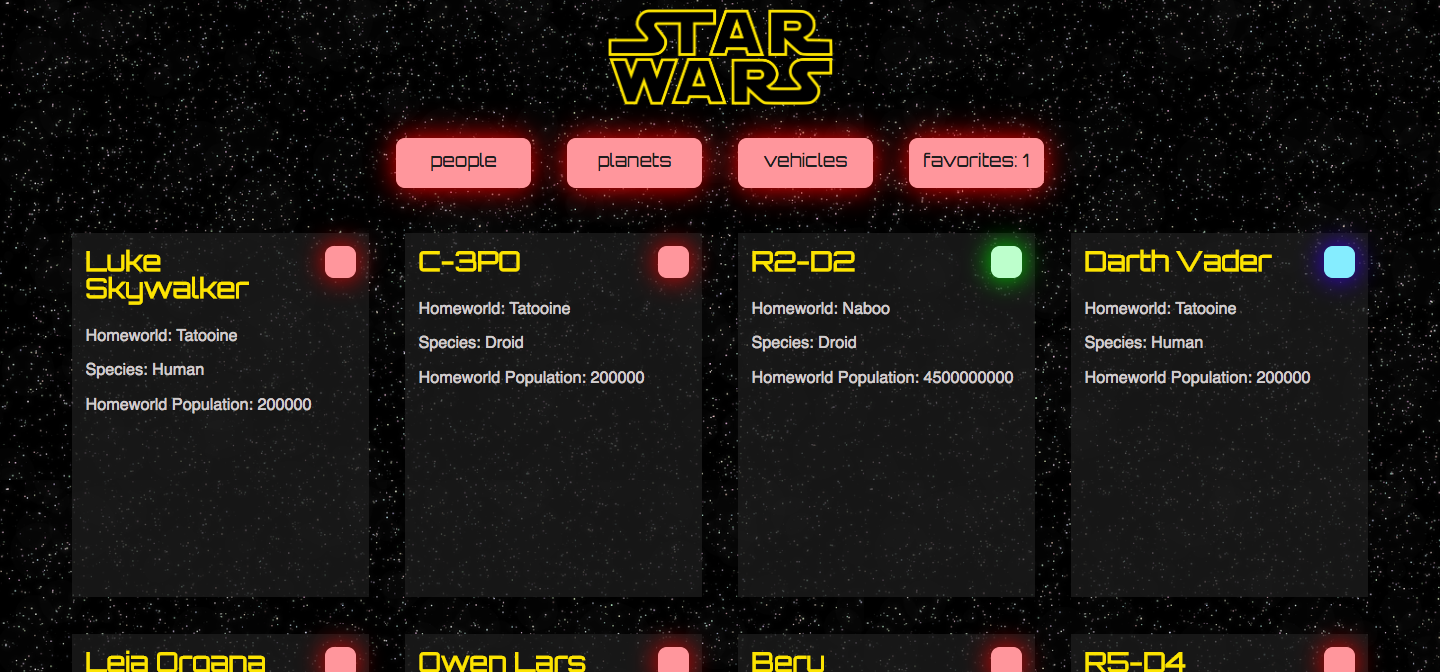 STAR
WARS
people
planets
vehicles
favorites: 1
Luke
Skywalker
Homeworld: Tatooine
Species: Human
Homeworld Population: 200000
C-3PO
Homeworld: Tatooine
Species: Droid
Homeworld Population: 200000
R2-D2
Homeworld: Naboo
Species: Droid
Homeworld Population: 4500000000
Darth Vader
Homeworld: Tatooine
Species: Human
Homeworld Population: 200000
Leia Organa
Owen Lars
Beru
R5-D4